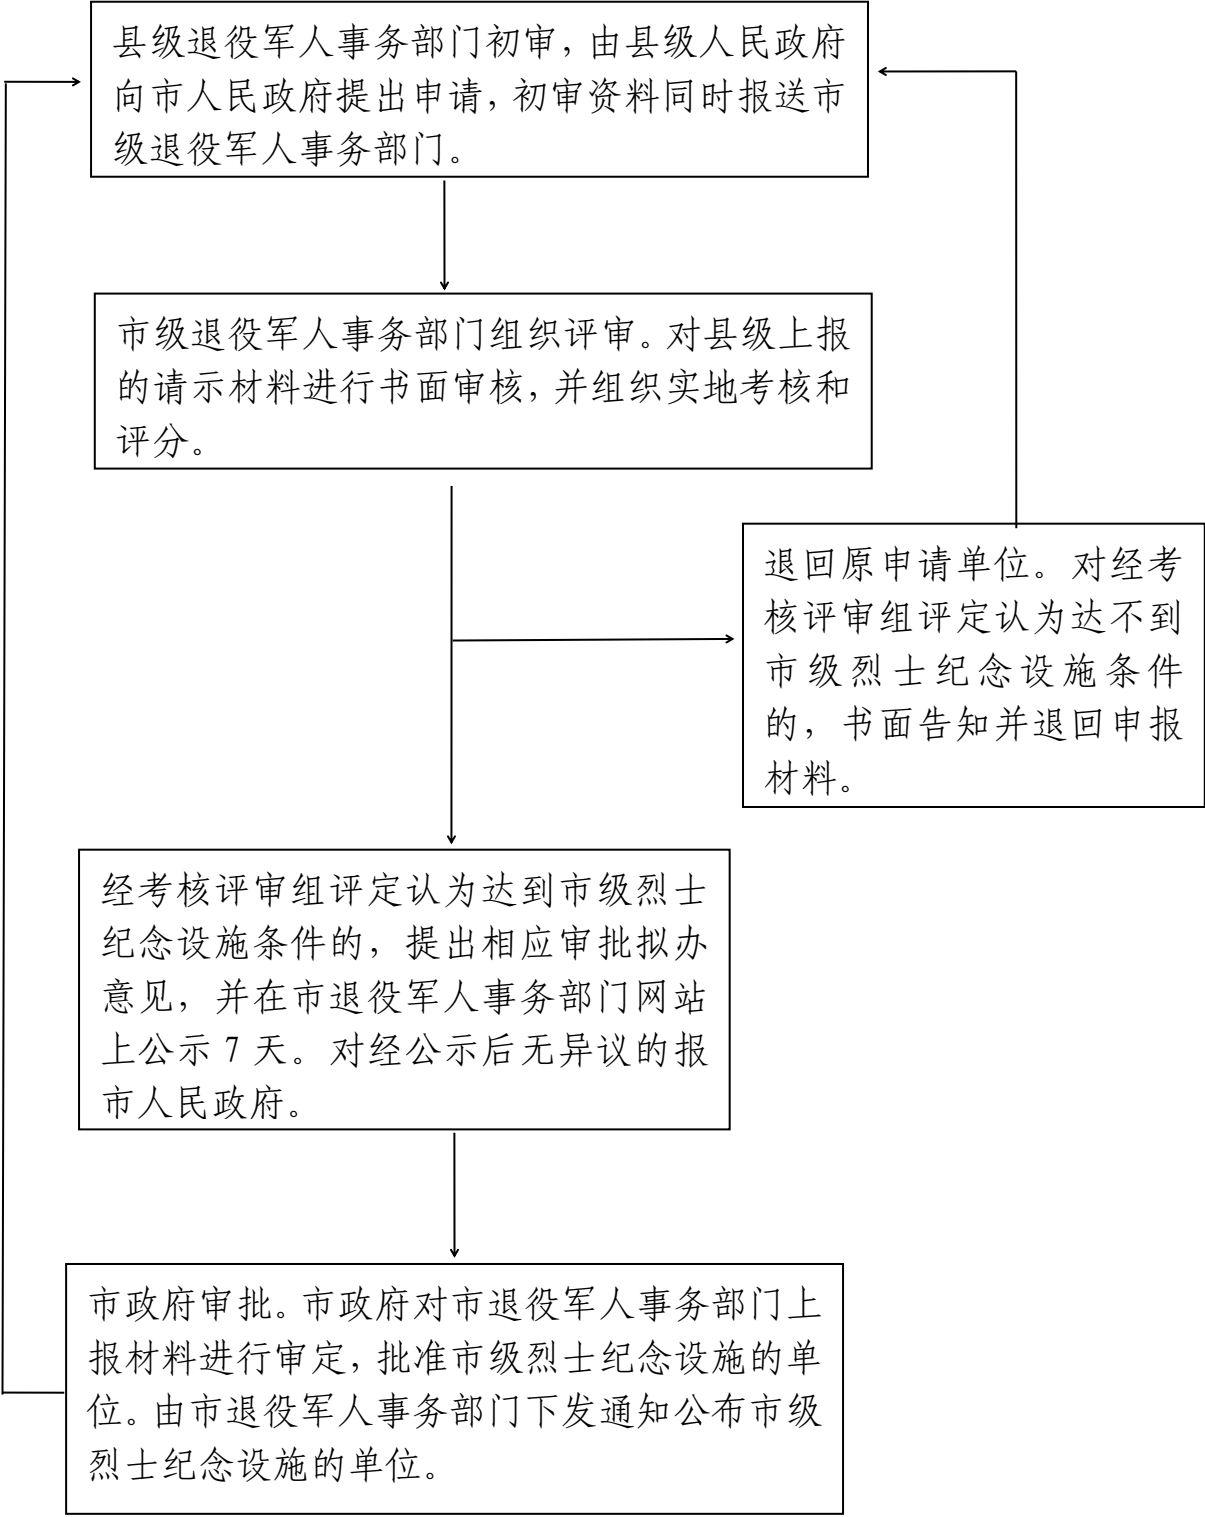 县级退役军人事务部门初审，由县级人民政府
向市人民政府提出申请，初审资料同时报送市
级退役军人事务部门。
市级退役军人事务部门组织评审。对县级上报
的请示材料进行书面审核，并组织实地考核和
评分。
退回原申请单位。对经考
核评审组评定认为达不到
市级烈士纪念设施条件
的，书面告知并退回申报
材料。
经考核评审组评定认为达到市级烈士
纪念设施条件的，提出相应审批拟办
意见，并在市退役军人事务部门网站
上公示 7 天。对经公示后无异议的报
市人民政府。
市政府审批。市政府对市退役军人事务部门上
报材料进行审定，批准市级烈士纪念设施的单
位。由市退役军人事务部门下发通知公布市级
烈士纪念设施的单位。